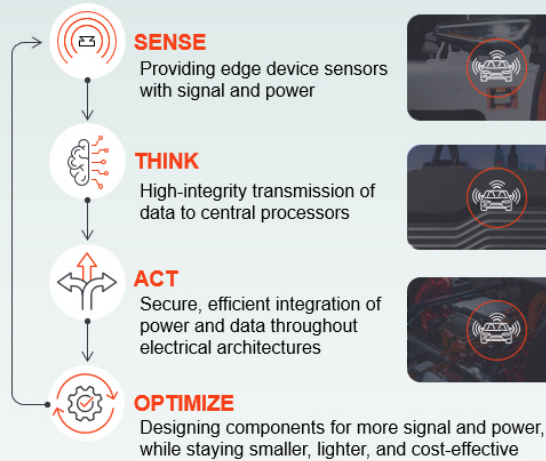 SENSE
Providing edge device sensors
with signal and power
THINK
High-integrity transmission of
data to central processors
ACT
Secure, efficient integration of
power and data throughout
electrical architectures
OPTIMIZE
Designing components for more signal and power,
while staying smaller, lighter, and cost-effective